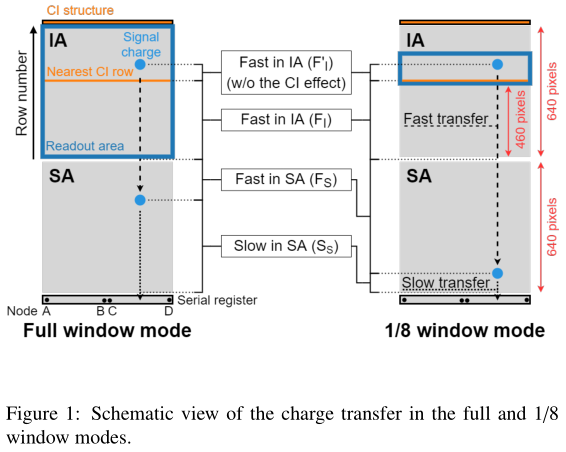 CI structure
IA
Signal
charge
Nearest CI row
Readout area
Row number
SA
Serial register
Node A B C D
Full window mode
Fast in IA (F'I)
(w/o the CI effect)
Fast in IA (FI)
Fast in SA (FS)
Slow in SA (SS)
IA
Fast transfer
460 pixels
640 pixels
SA
640 pixels
Slow transfer
1/8 window mode
Figure 1: Schematic view of the charge transfer in the full and 1/8
window modes.